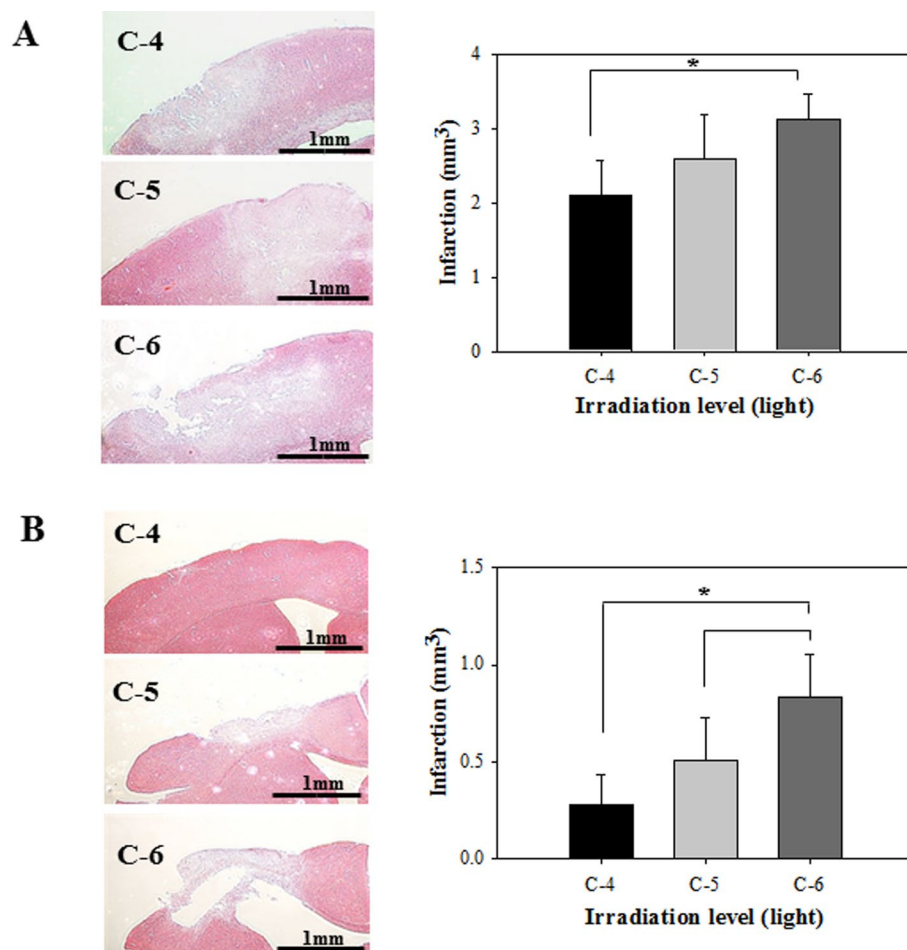 A
C-4
1mm
C-5
1mm
C-6
1mm
4
3
2
1
0
Infarction (mm³)
*
C-4 C-5 C-6
Irradiation level (light)
B
C-4
1mm
C-5
1mm
C-6
1mm
1.5
1.0
0.5
0.0
Infarction (mm³)
*
C-4 C-5 C-6
Irradiation level (light)